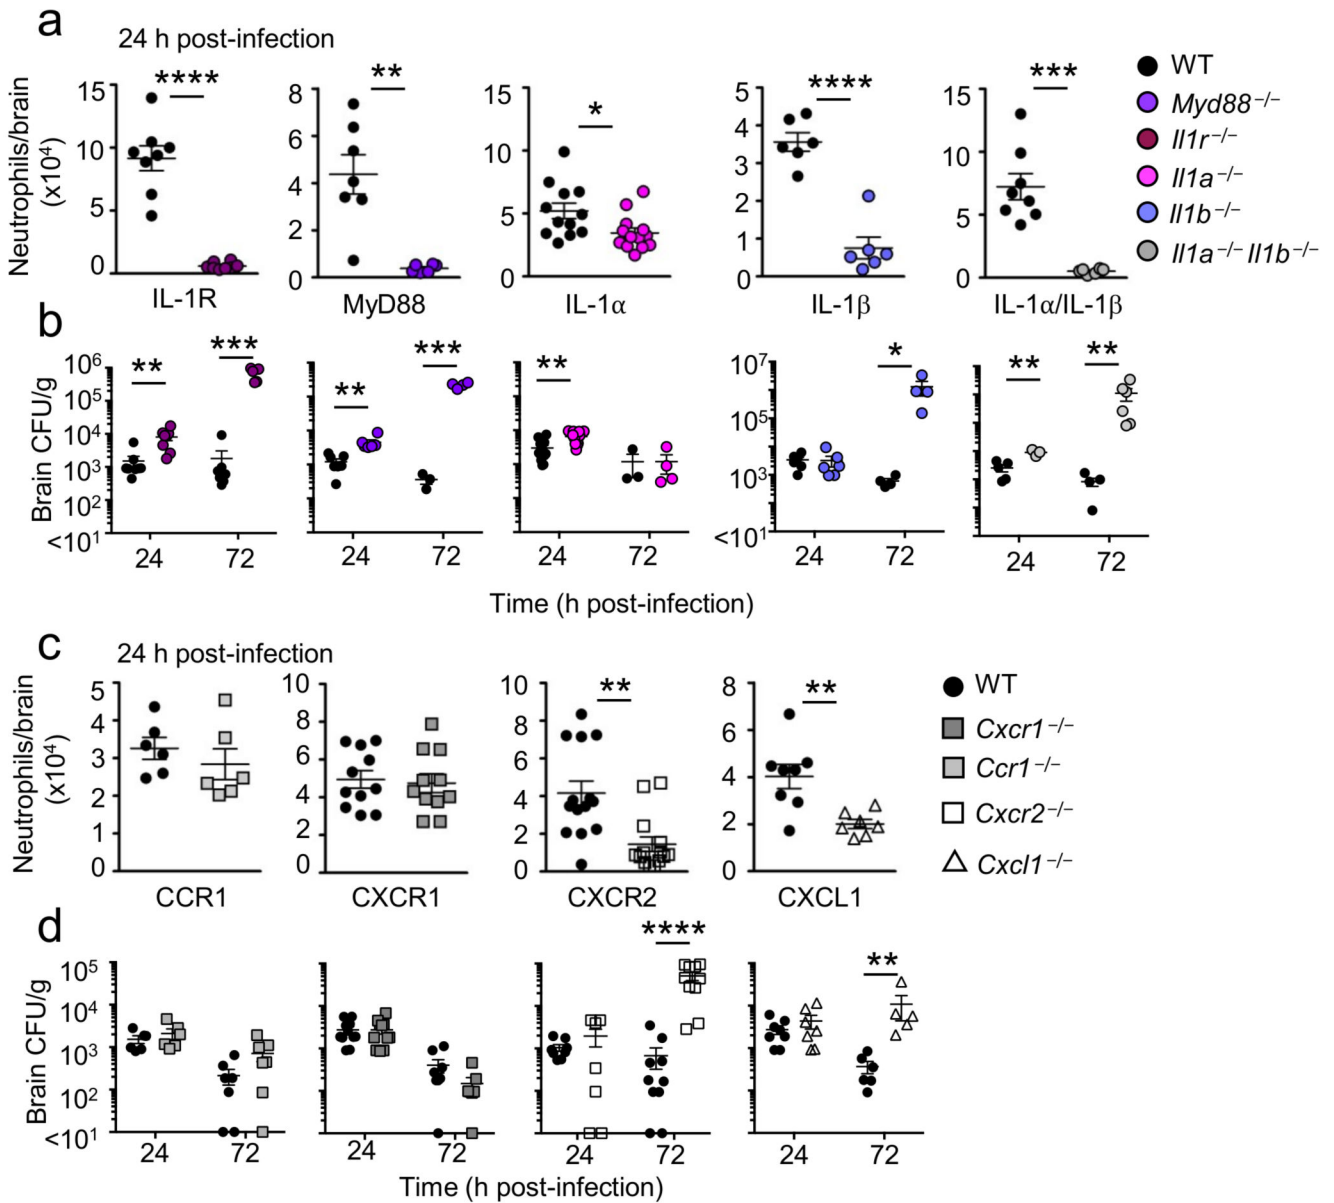 a
24 h post-infection
Neutrophils/brain
(x10⁴)
15
10
5
0
****
IL-1R
8
6
4
2
0
**
MyD88
15
10
5
0
*
IL-1α
5
4
3
2
1
0
****
IL-1β
15
10
5
0
***
IL-1α/IL-1β
WT
Myd88−/−
Il1r−/−
Il1a−/−
Il1b−/−
Il1a−/− Il1b−/−
b
Brain CFU/g
10⁶
10⁵
10⁴
10³
10²
<10¹
**
***
24
72
**
***
24
72
**
24
72
10⁷
10⁵
10³
<10¹
*
24
72
**
**
24
72
Time (h post-infection)
c
24 h post-infection
Neutrophils/brain
(x10⁴)
5
4
3
2
1
0
CCR1
10
8
6
4
2
0
CXCR1
10
8
6
4
2
0
**
CXCR2
8
6
4
2
0
**
CXCL1
WT
Cxcr1−/−
Ccr1−/−
Cxcr2−/−
Cxcl1−/−
d
Brain CFU/g
10⁵
10⁴
10³
10²
<10¹
24
72
24
72
****
24
72
**
24
72
Time (h post-infection)